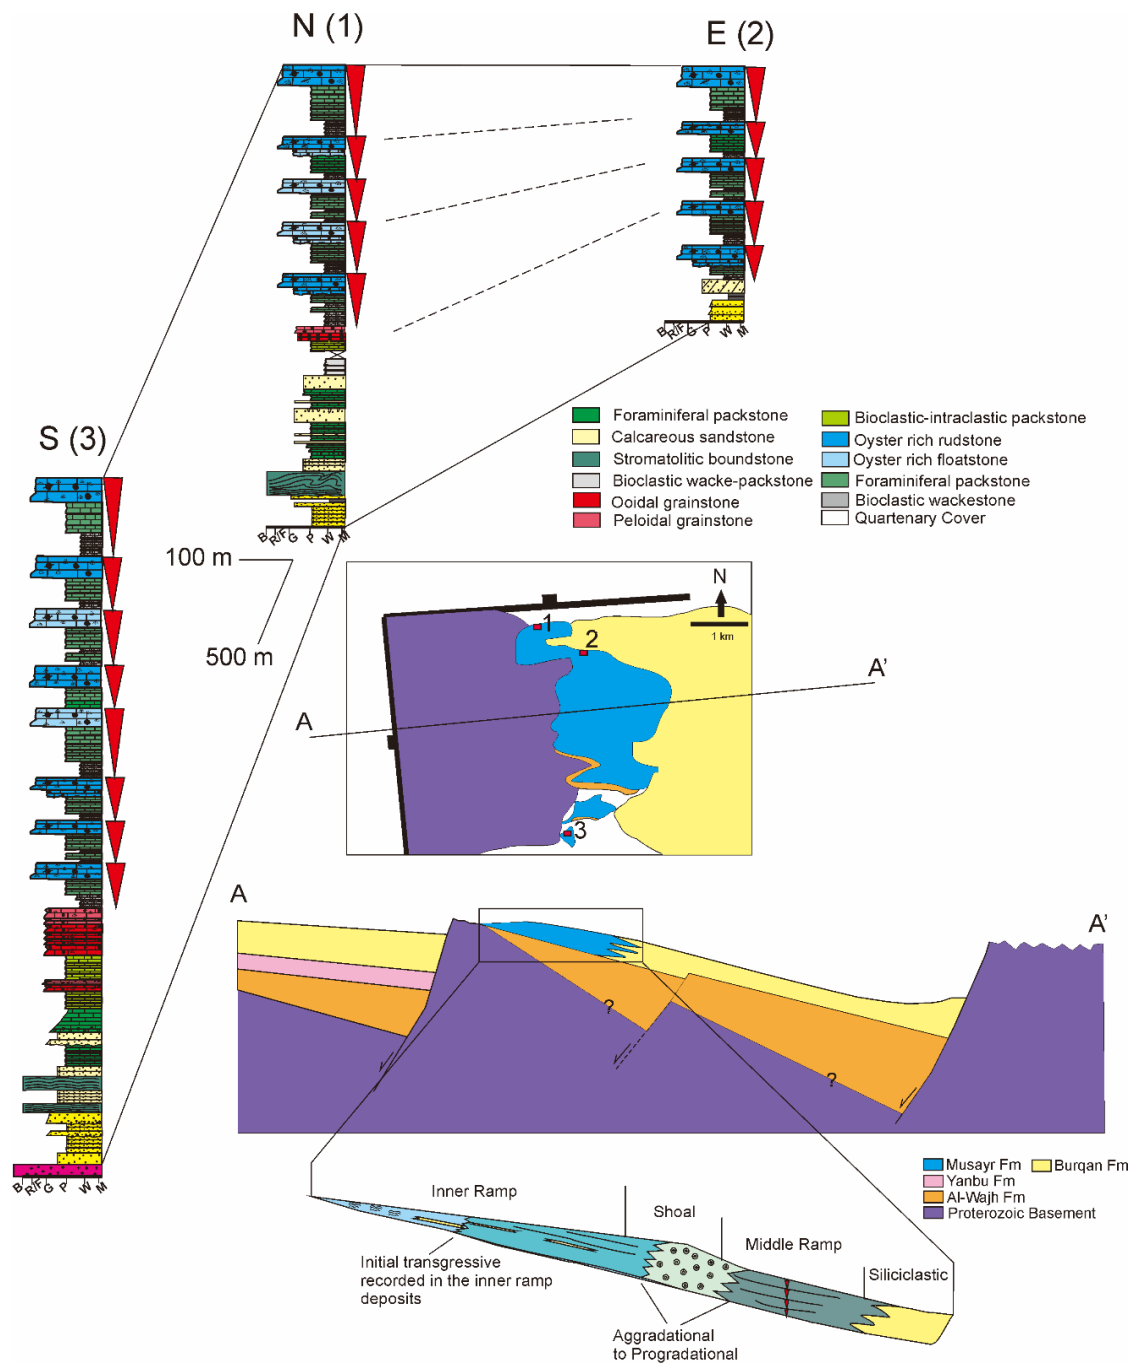 N (1)
E (2)
B R/F G P W M
B R/F G P W M
S (3)
Foraminiferal packstone
Calcareous sandstone
Stromatolitic boundstone
Bioclastic wacke-packstone
Ooidal grainstone
Peloidal grainstone
Bioclastic-intraclastic packstone
Oyster rich rudstone
Oyster rich floatstone
Foraminiferal packstone
Bioclastic wackestone
Quartenary Cover
100 m
500 m
N
1 km
1
2
3
A
A'
B R/F G P W M
A
A'
?
?
Musayr Fm
Burqan Fm
Yanbu Fm
Al-Wajh Fm
Proterozoic Basement
Inner Ramp
Shoal
Middle Ramp
Siliciclastic
Initial transgressive
recorded in the inner ramp
deposits
Aggradational
to Progradational